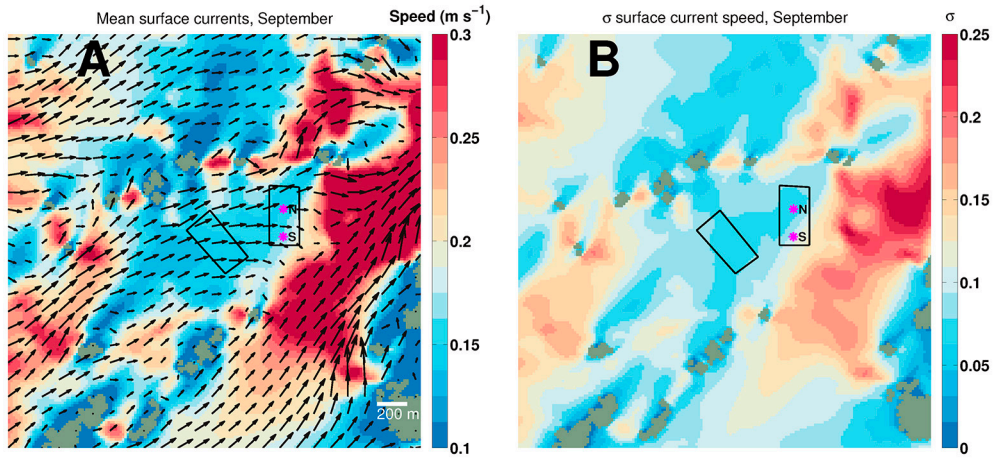 Mean surface currents, September
Speed (m s⁻¹)
A
0.3
0.25
0.2
0.15
0.1
N
S
200 m
σ surface current speed, September
σ
B
0.25
0.2
0.15
0.1
0.05
0
N
S